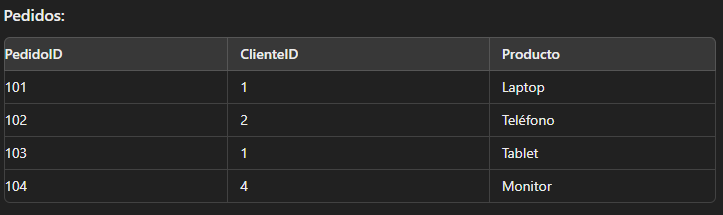 Pedidos:
PedidoID ClienteID Producto
101 1 Laptop
102 2 Teléfono
103 1 Tablet
104 4 Monitor